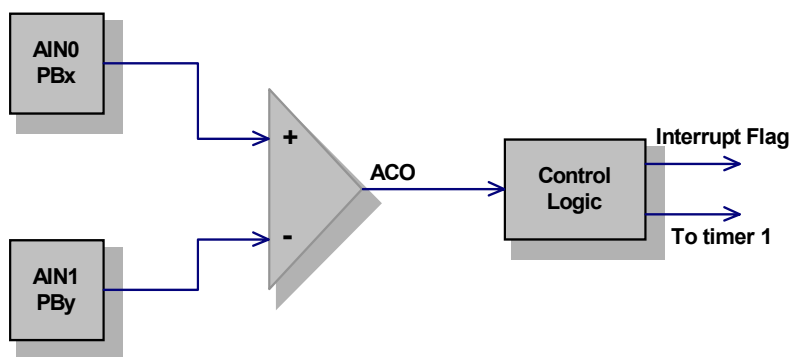 AIN0
PBx
+
ACO
-
AIN1
PBy
Control
Logic
Interrupt Flag
To timer 1